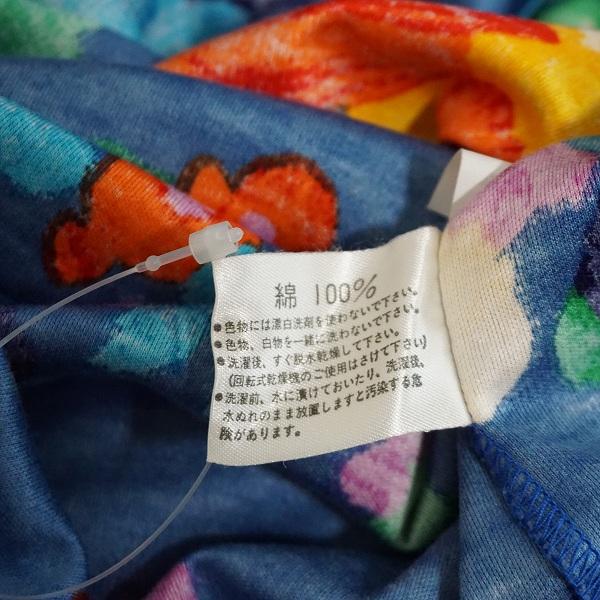 綿 100%
●色物には漂白洗剤を使わないで下さい。
●色物、白物を一緒に洗わないで下さい。
●洗濯後、すぐ脱水乾燥して下さい。
(回転式乾燥機のご使用はさけて下さい)
●洗濯前、水に漬けておいたり、洗濯後、
水ぬれのまま放置しますと汚染する危
険があります。